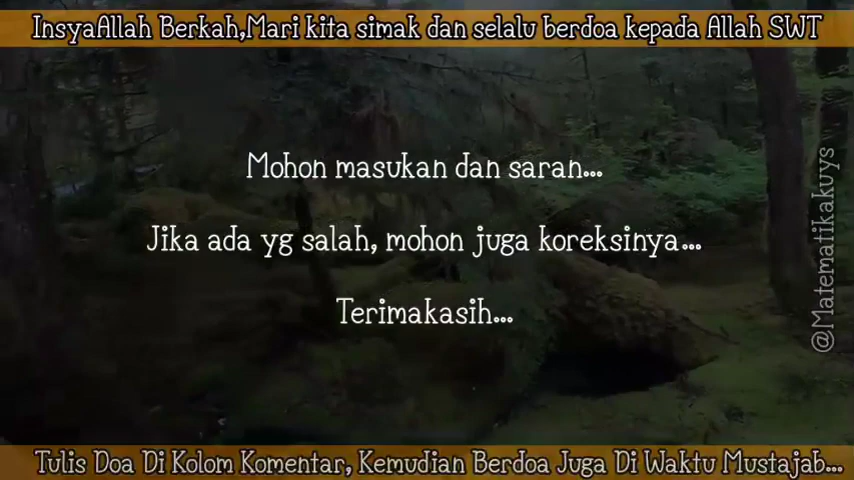 InsyaAllah Berkah,Mari kita simak dan selalu berdoa kepada Allah SWT
Mohon masukan dan saran...
Jika ada yg salah, mohon juga koreksinya...
Terimakasih...
@Matematikakuys
Tulis Doa Di Kolom Komentar, Kemudian Berdoa Juga Di Waktu Mustajab...